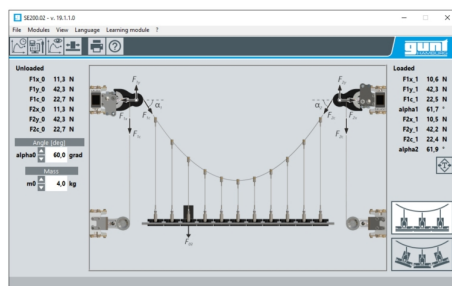 SE200.02 - v. 19.1.1.0
File Modules View Language Learning module ?
gunt
Unloaded
F1x_0 11,3 N
F1y_0 42,3 N
F1c_0 22,7 N
F2x_0 11,3 N
F2y_0 42,3 N
F2c_0 22,7 N
Angle (deg)
alpha0 60,0 grad
Mass
m0 4,0 kg
Loaded
F1x_1 10,6 N
F1y_1 42,3 N
F1c_1 22,5 N
alpha1 61,7 °
F2x_1 10,5 N
F2y_1 42,2 N
F2c_1 22,4 N
alpha2 61,9 °